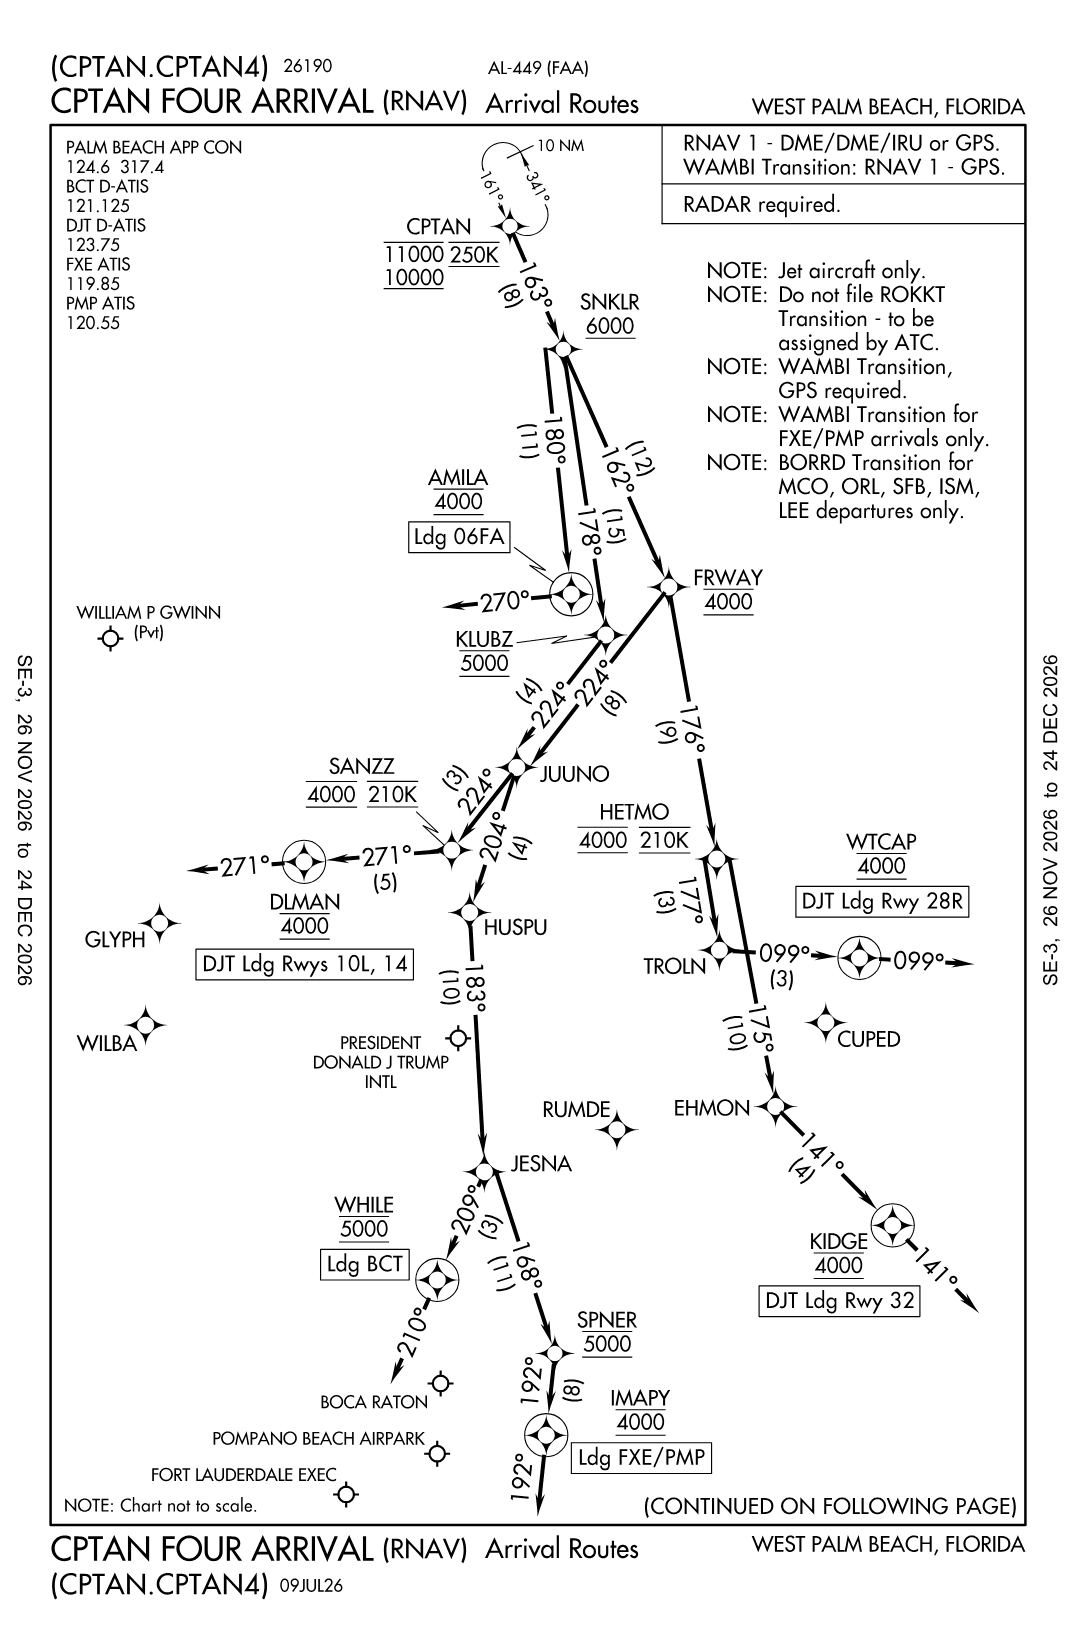 (CPTAN.CPTAN4) 26190
AL-449 (FAA)
CPTAN FOUR ARRIVAL (RNAV) Arrival Routes
WEST PALM BEACH, FLORIDA
PALM BEACH APP CON
124.6 317.4
BCT D-ATIS
121.125
DJT D-ATIS
123.75
FXE ATIS
119.85
PMP ATIS
120.55
RNAV 1 - DME/DME/IRU or GPS.
WAMBI Transition: RNAV 1 - GPS.
RADAR required.
NOTE: Jet aircraft only.
NOTE: Do not file ROKKT
Transition - to be
assigned by ATC.
NOTE: WAMBI Transition,
GPS required.
NOTE: WAMBI Transition for
FXE/PMP arrivals only.
NOTE: BORRD Transition for
MCO, ORL, SFB, ISM,
LEE departures only.
10 NM
161°
341°
CPTAN
11000 250K
10000
163°
(8)
SNKLR
6000
180°
(11)
178°
(15)
162°
(12)
AMILA
4000
Ldg 06FA
270°
FRWAY
4000
WILLIAM P GWINN
(Pvt)
KLUBZ
5000
(4)
224°
224°
(8)
176°
(9)
JUUNO
SANZZ
4000 210K
(3)
224°
204°
(4)
HETMO
4000 210K
WTCAP
4000
DJT Ldg Rwy 28R
271°
271°
(5)
DLMAN
4000
DJT Ldg Rwys 10L, 14
177°
(3)
HUSPU
GLYPH
TROLN
099°
(3)
099°
183°
(10)
175°
(10)
WILBA
PRESIDENT
DONALD J TRUMP
INTL
CUPED
RUMDE
EHMON
141°
(4)
JESNA
WHILE
5000
Ldg BCT
209°
(3)
168°
(11)
KIDGE
4000
DJT Ldg Rwy 32
141°
210°
SPNER
5000
192°
(8)
BOCA RATON
IMAPY
4000
Ldg FXE/PMP
POMPANO BEACH AIRPARK
192°
FORT LAUDERDALE EXEC
NOTE: Chart not to scale.
(CONTINUED ON FOLLOWING PAGE)
SE-3, 26 NOV 2026 to 24 DEC 2026
SE-3, 26 NOV 2026 to 24 DEC 2026
CPTAN FOUR ARRIVAL (RNAV) Arrival Routes
WEST PALM BEACH, FLORIDA
(CPTAN.CPTAN4) 09JUL26